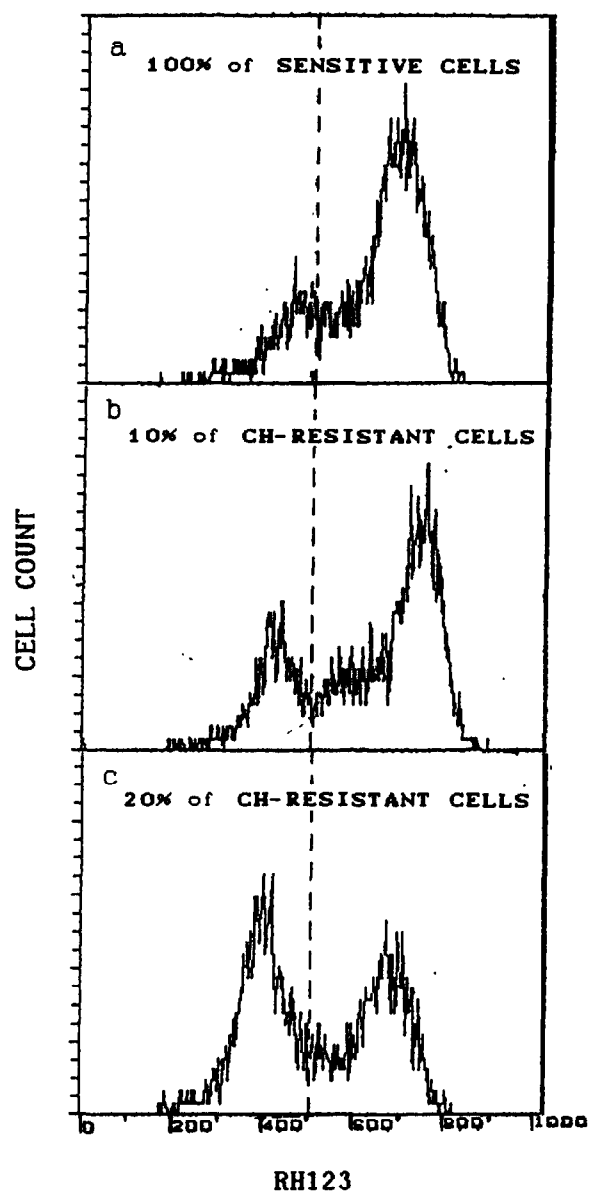 a
100% of SENSITIVE CELLS
b
10% of CH-RESISTANT CELLS
CELL COUNT
c
20% of CH-RESISTANT CELLS
0 200 400 600 800 1000
RH123